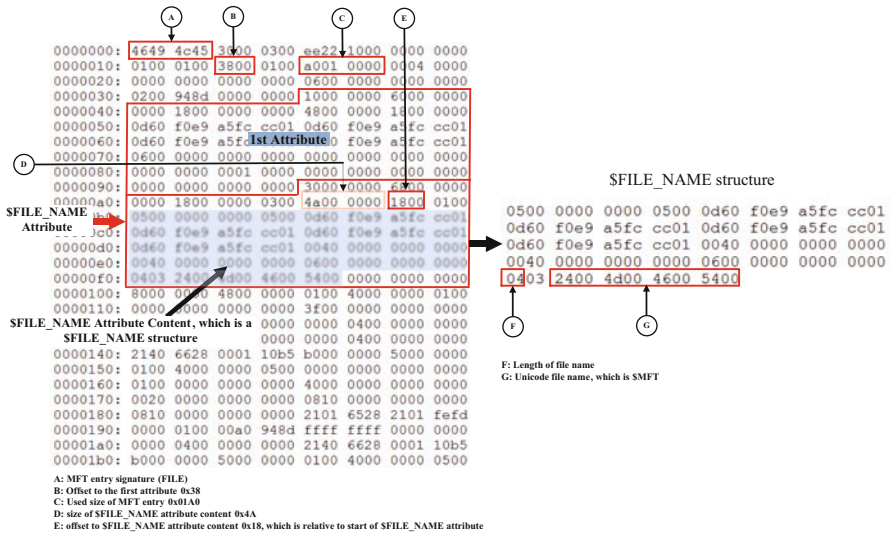 A
B
C
E
0000000: 4649 4c45 3000 0300 ee22 1000 0000 0000
0000010: 0100 0100 3800 0100 a001 0000 0004 0000
0000020: 0000 0000 0000 0000 0600 0000 0000 0000
0000030: 0200 948d 0000 0000 1000 0000 6000 0000
0000040: 0000 1800 0000 0000 4800 0000 1800 0000
0000050: 0d60 f0e9 a5fc cc01 0d60 f0e9 a5fc cc01
0000060: 0d60 f0e9 a5fc f0e9 a5fc cc01
1st Attribute
0000070: 0600 0000 0000 0000 0000 0000 0000 0000
D
0000080: 0000 0000 0001 0000 0000 0000 0000 0000
0000090: 0000 0000 0000 0000 3000 0000 6800 0000
00000a0: 0000 1800 0000 0300 4a00 0000 1800 0100
$FILE_NAME
Attribute
0500 0000 0000 0500 0d60 f0e9 a5fc cc01
0d60 f0e9 a5fc cc01 0d60 f0e9 a5fc cc01
00000d0: 0d60 f0e9 a5fc cc01 0040 0000 0000 0000
00000e0: 0040 0000 0000 0000 0600 0000 0000 0000
00000f0: 0403 2400 4d00 4600 5400 0000 0000 0000
0000100: 8000 0000 4800 0000 0100 4000 0000 0100
0000110: 0000 0000 0000 0000 3f00 0000 0000 0000
$FILE_NAME Attribute Content, which is a
$FILE_NAME structure
0000 0000 0400 0000
0000 0000 0400 0000
0000140: 2140 6628 0001 10b5 b000 0000 5000 0000
0000150: 0100 4000 0000 0500 0000 0000 0000 0000
0000160: 0100 0000 0000 0000 4000 0000 0000 0000
0000170: 0020 0000 0000 0000 0810 0000 0000 0000
0000180: 0810 0000 0000 0000 2101 6528 2101 fefd
0000190: 0000 0100 00a0 948d ffff ffff 0000 0000
00001a0: 0000 0400 0000 0000 2140 6628 0001 10b5
00001b0: b000 0000 5000 0000 0100 4000 0000 0500
A: MFT entry signature (FILE)
B: Offset to the first attribute 0x38
C: Used size of MFT entry 0x01A0
D: size of $FILE_NAME attribute content 0x4A
E: offset to $FILE_NAME attribute content 0x18, which is relative to start of $FILE_NAME attribute
$FILE_NAME structure
0500 0000 0000 0500 0d60 f0e9 a5fc cc01
0d60 f0e9 a5fc cc01 0d60 f0e9 a5fc cc01
0d60 f0e9 a5fc cc01 0040 0000 0000 0000
0040 0000 0000 0000 0600 0000 0000 0000
0403 2400 4d00 4600 5400
F
G
F: Length of file name
G: Unicode file name, which is $MFT